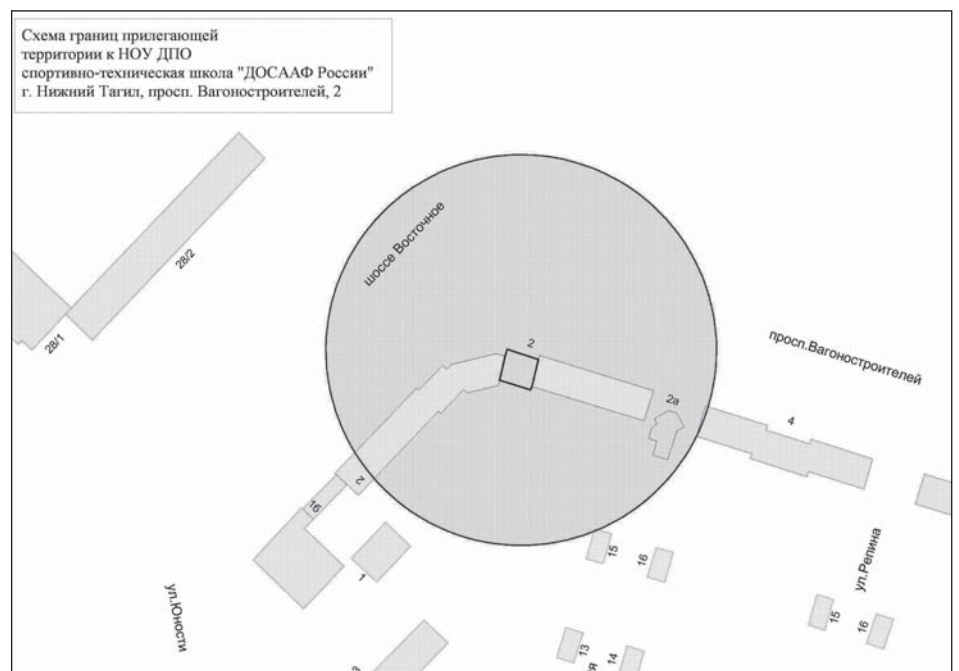 Схема границ прилегающей
территории к НОУ ДПО
спортивно-техническая школа "ДОСААФ России"
г. Нижний Тагил, просп. Вагоностроителей, 2
шоссе Восточное
28/2
28/1
2
просп.Вагоностроителей
2а
4
2
1б
1
15
16
ул.Репина
ул.Юности
15
16
13
14